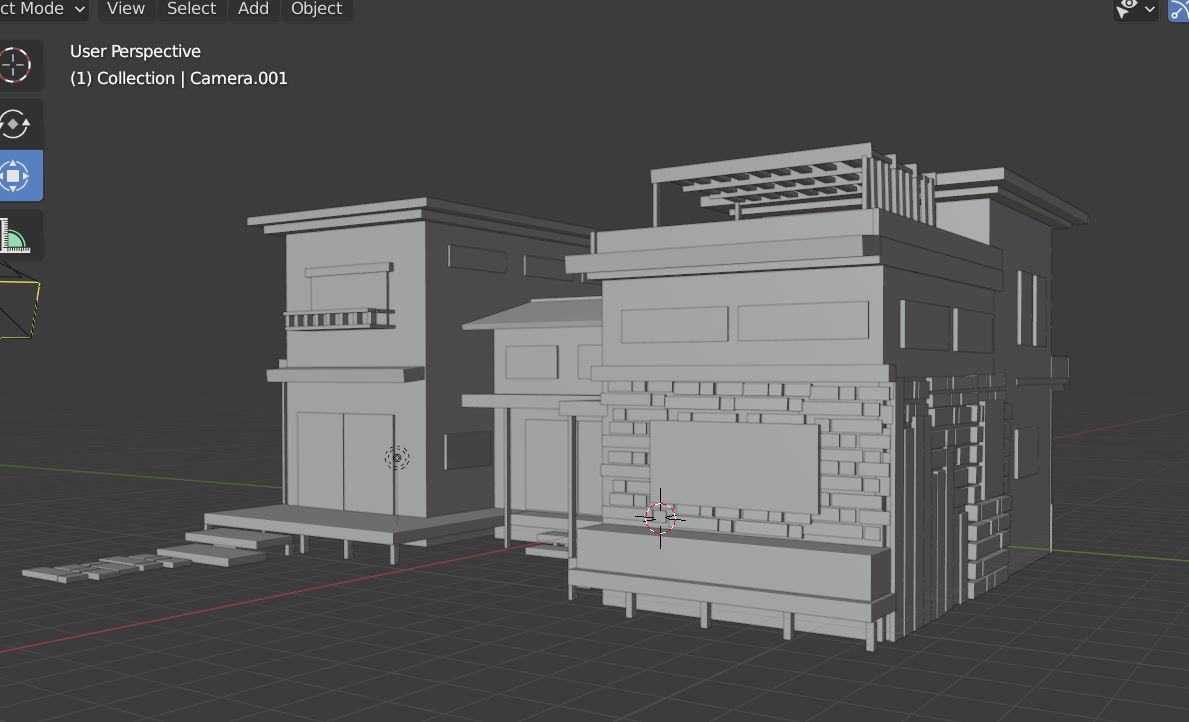 ct Mode View Select Add Object
User Perspective
(1) Collection | Camera.001